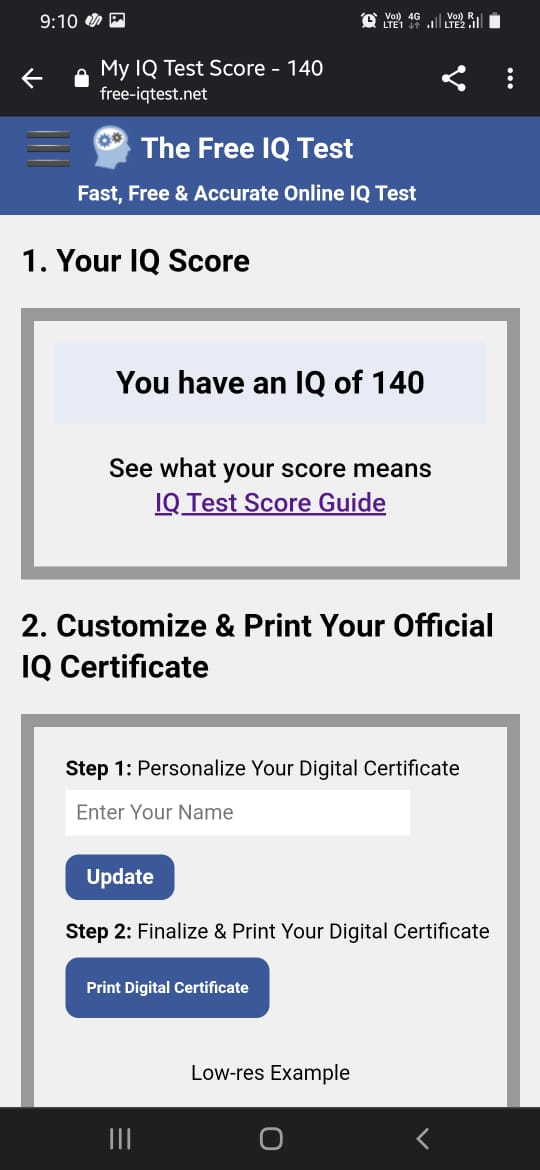 9:10
Vo)) 4G Vo)) R
LTE1 LTE2
My IQ Test Score - 140
free-iqtest.net
The Free IQ Test
Fast, Free & Accurate Online IQ Test
1. Your IQ Score
You have an IQ of 140
See what your score means
IQ Test Score Guide
2. Customize & Print Your Official
IQ Certificate
Step 1: Personalize Your Digital Certificate
Enter Your Name
Update
Step 2: Finalize & Print Your Digital Certificate
Print Digital Certificate
Low-res Example